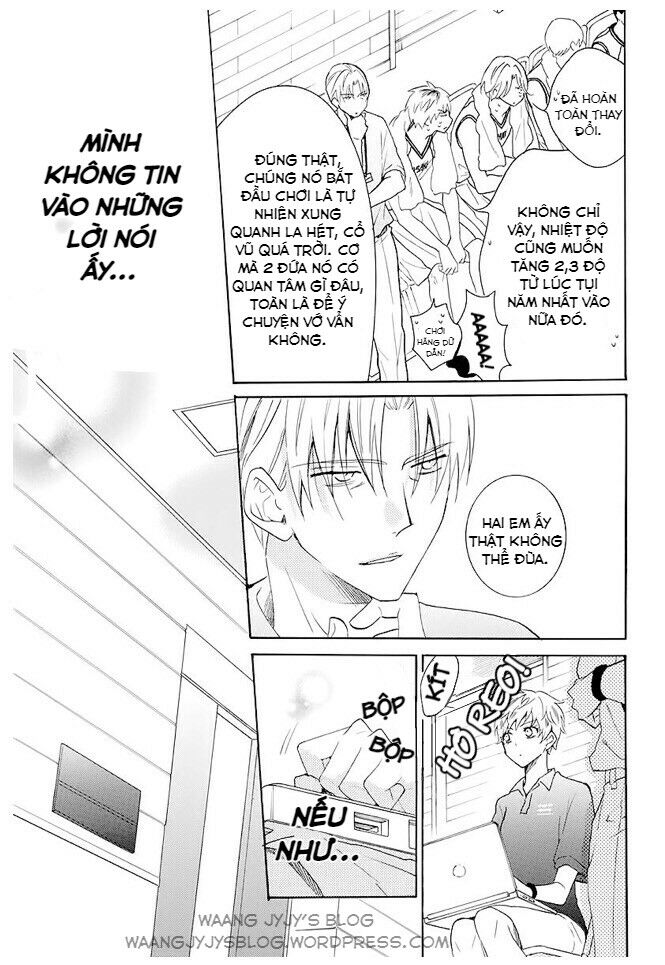 ĐÃ HOÀN
TOÀN THAY
ĐỔI.
KHÔNG CHỈ
VẬY, NHIỆT ĐỘ
CŨNG MUỐN
TĂNG 2,3 ĐỘ
TỪ LÚC TỤI
NĂM NHẤT VÀO
NỮA ĐÓ.
AAAAA!
CHƠI
HĂNG DỮ
DẰN!
ĐÚNG THẬT,
CHÚNG NÓ BẮT
ĐẦU CHƠI LÀ TỰ
NHIÊN XUNG
QUANH LA HÉT, CỔ
VŨ QUÁ TRỜI. CƠ
MÀ 2 ĐỨA NÓ CÓ
QUAN TÂM GÌ ĐÂU,
TOÀN LÀ ĐỂ Ý
CHUYỆN VỚ VẨN
KHÔNG.
MÌNH
KHÔNG TIN
VÀO NHỮNG
LỜI NÓI
ẤY...
HAI EM ẤY
THẬT KHÔNG
THỂ ĐÙA.
KÍT
HÒ REO!
BỘP
BỘP
NẾU
NHƯ...
WAANG JYJY'S BLOG
WAANGJYJYSBLOG.WORDPRESS.COM